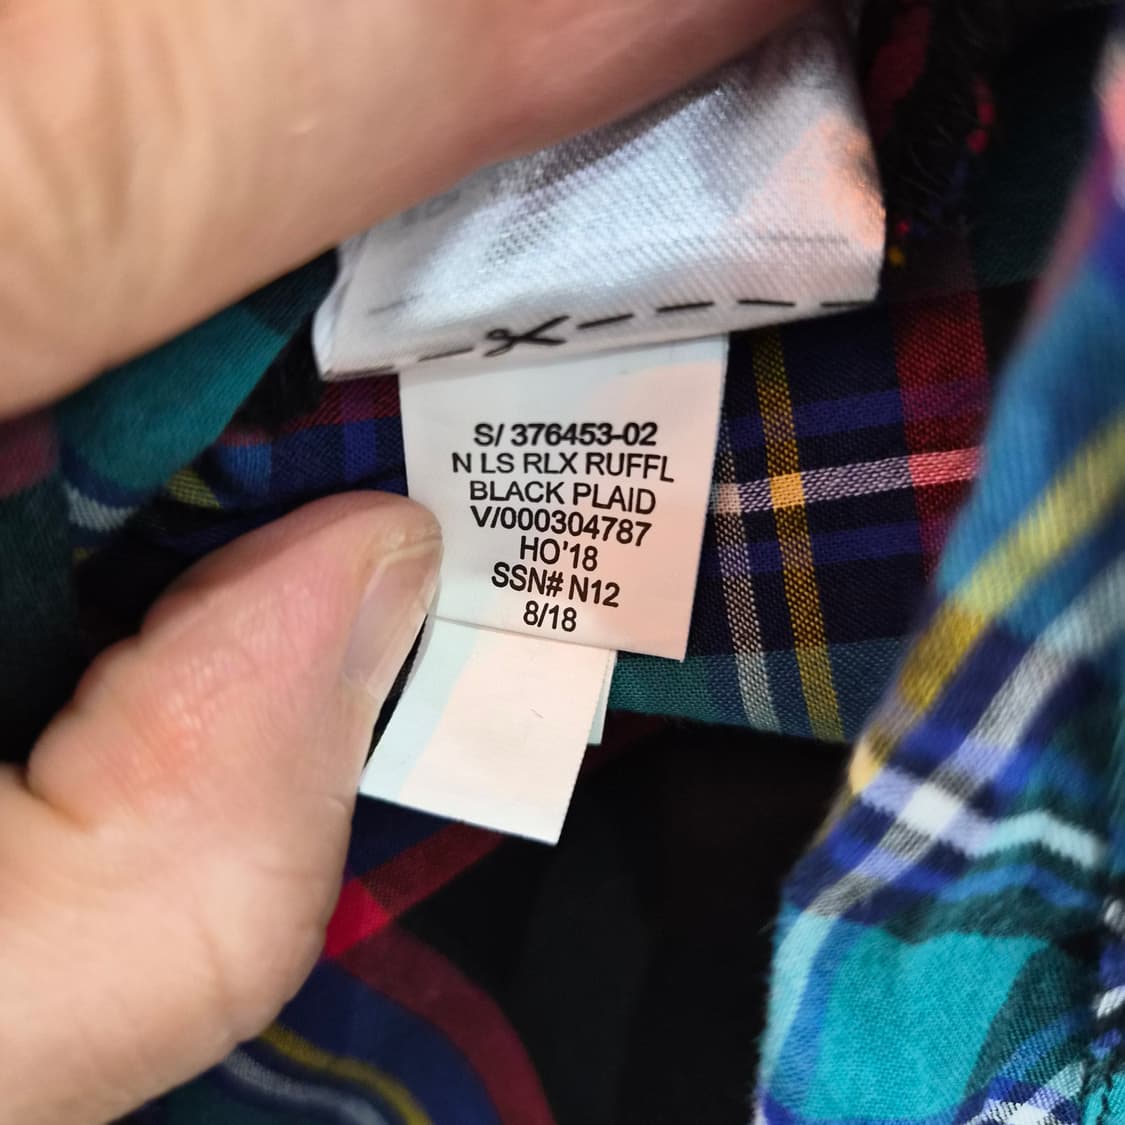 S/ 376453-02
N LS RLX RUFFL
BLACK PLAID
V/000304787
HO'18
SSN# N12
8/18